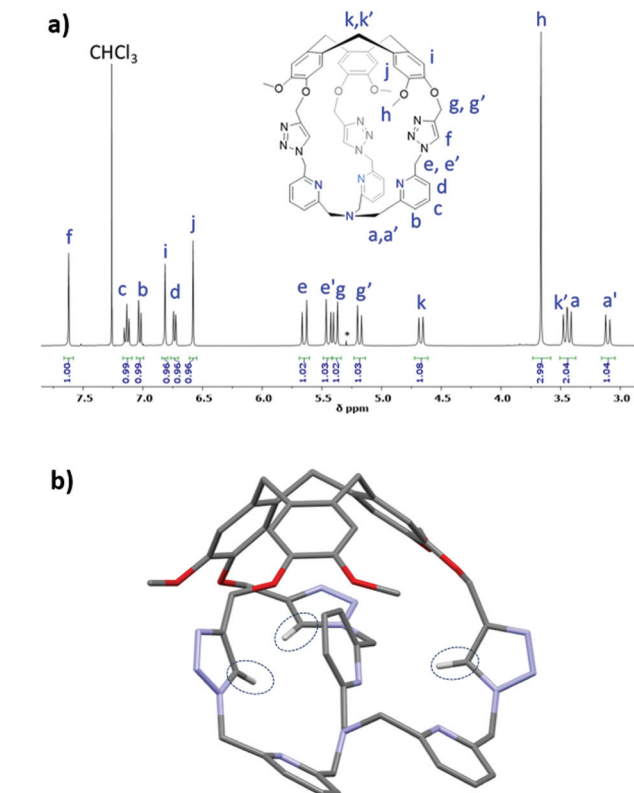 a)
k,k’
h
CHCl3
i
j
O
O
O
O
O
O
g, g’
h
N
N
N
N
N
N
N
N
N
f
e, e’
N
N
N
d
c
N
b
a,a’
f
i
j
c
b
d
e
e'
g
g’
k
k’
a
a’
*
1.00
0.99
0.99
0.96
0.96
0.96
1.02
1.03
1.02
1.03
1.08
2.99
2.04
1.04
7.5 7.0 6.5 6.0 5.5 5.0 4.5 4.0 3.5 3.0
δ ppm
b)